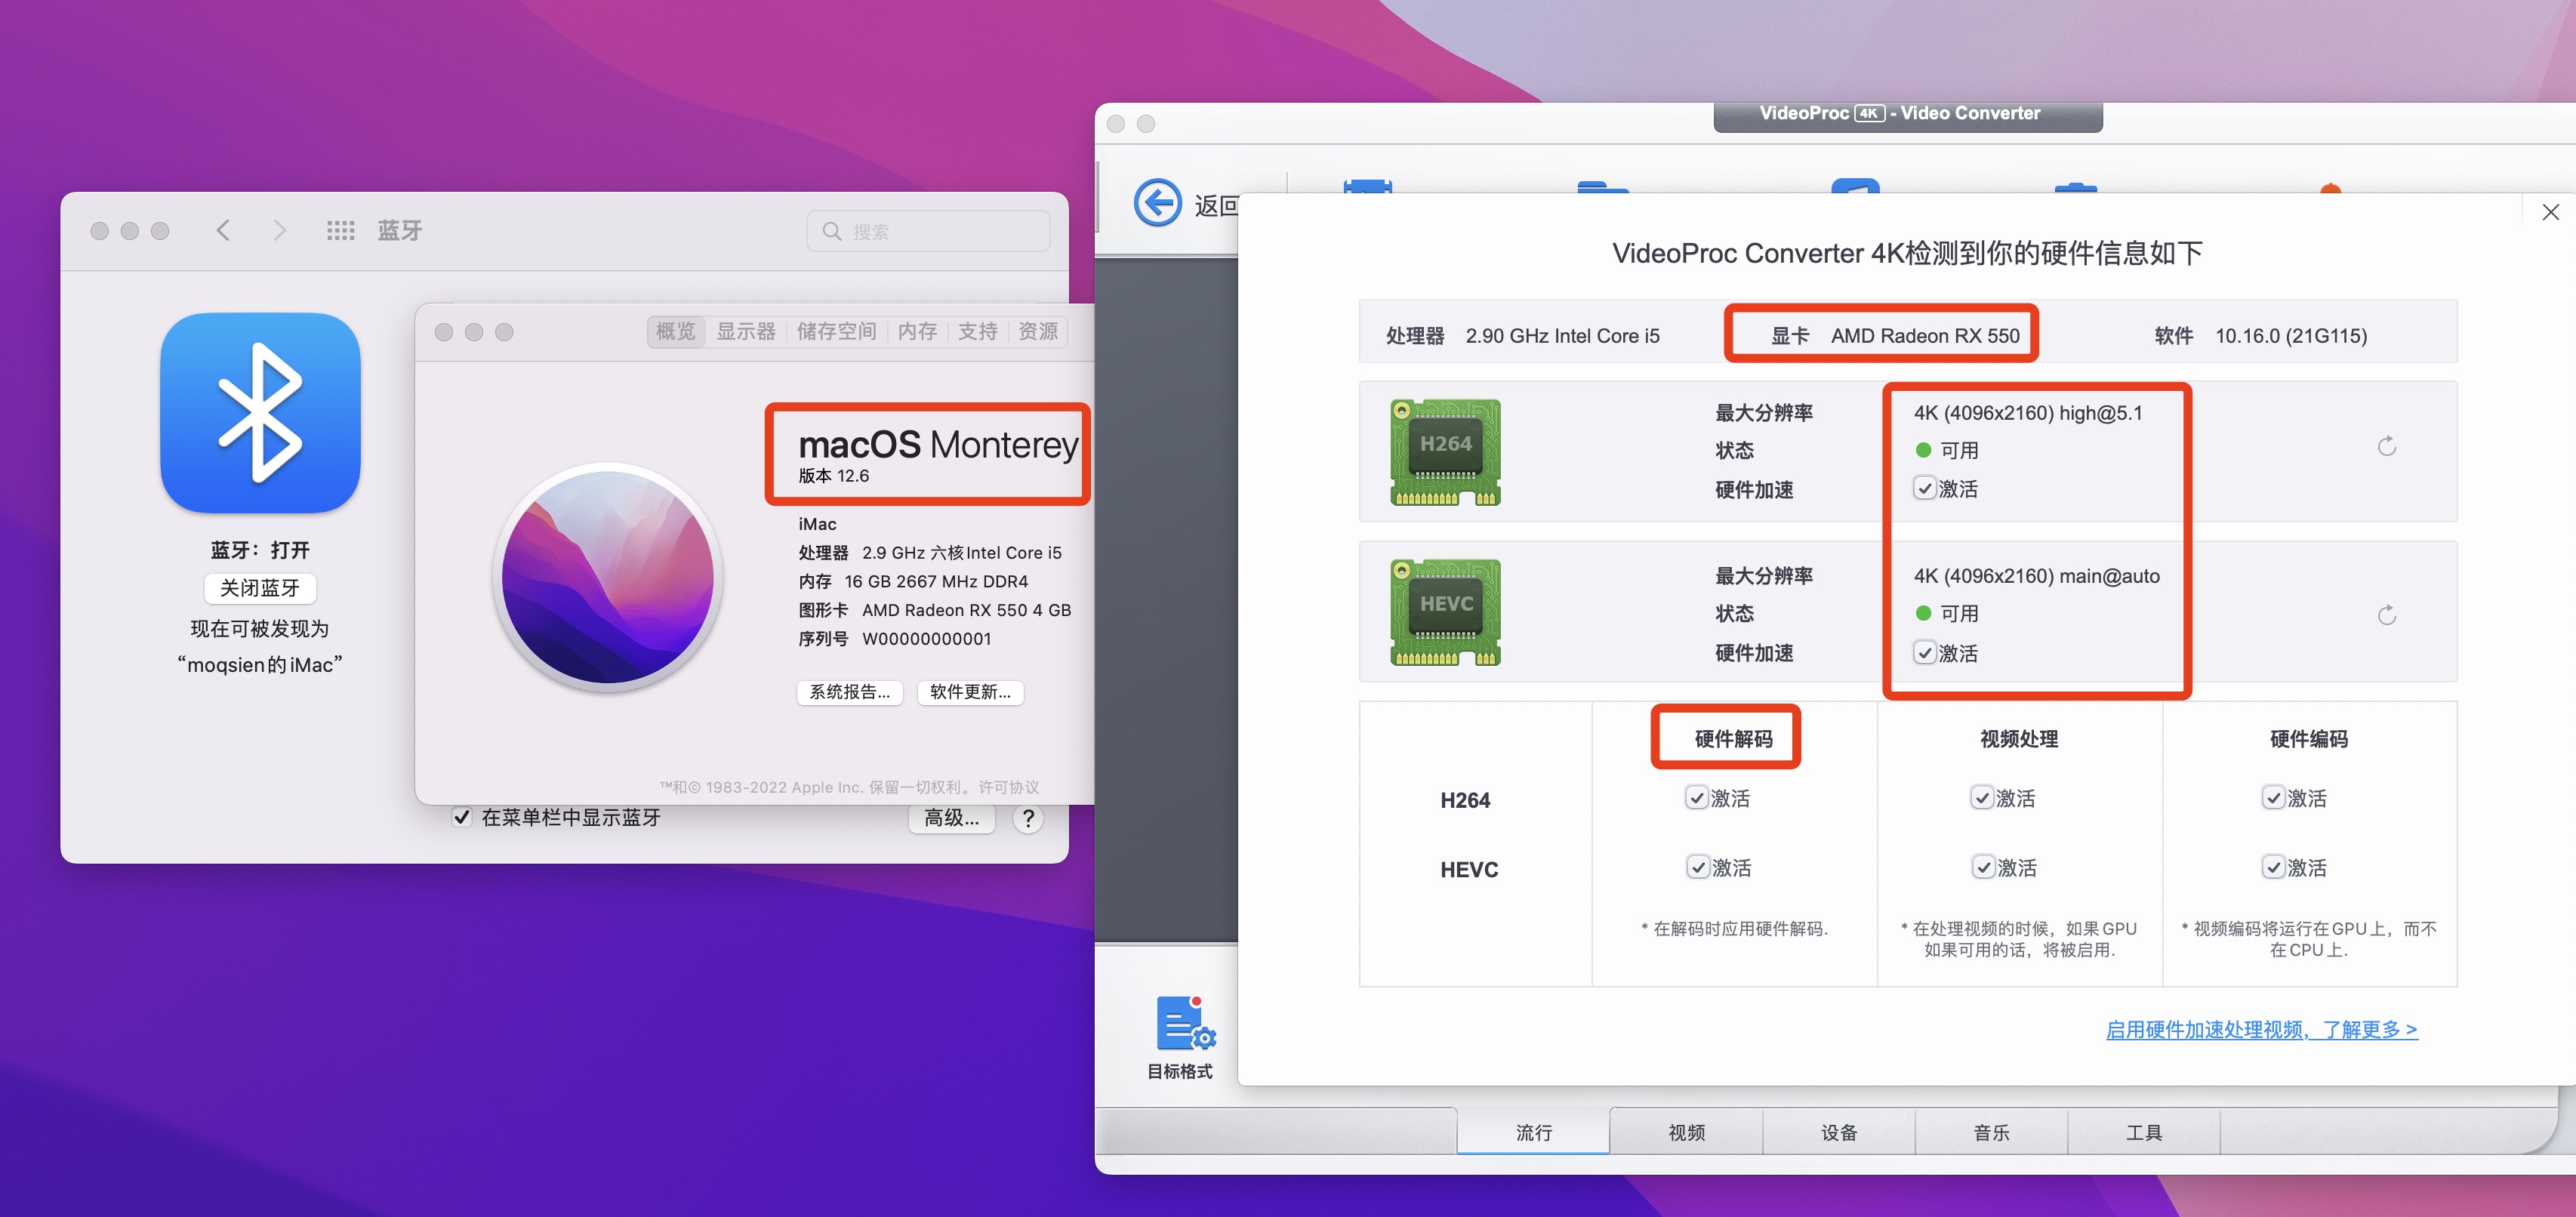 蓝牙
搜索
蓝牙：打开
关闭蓝牙
现在可被发现为
“moqsien的iMac”
在菜单栏中显示蓝牙
高级...
?
概览
显示器
储存空间
内存
支持
资源
macOS Monterey
版本 12.6
iMac
处理器 2.9 GHz 六核Intel Core i5
内存 16 GB 2667 MHz DDR4
图形卡 AMD Radeon RX 550 4 GB
序列号 W00000000001
系统报告...
软件更新...
™和© 1983-2022 Apple Inc. 保留一切权利。许可协议
VideoProc 4K - Video Converter
返回
VideoProc Converter 4K检测到你的硬件信息如下
处理器 2.90 GHz Intel Core i5
显卡 AMD Radeon RX 550
软件 10.16.0 (21G115)
H264
最大分辨率 4K (4096x2160) high@5.1
状态 可用
硬件加速 激活
HEVC
最大分辨率 4K (4096x2160) main@auto
状态 可用
硬件加速 激活
硬件解码 视频处理 硬件编码
H264 激活 激活 激活
HEVC 激活 激活 激活
* 在解码时应用硬件解码.
* 在处理视频的时候，如果GPU
如果可用的话，将被启用.
* 视频编码将运行在GPU上，而不
在CPU上.
启用硬件加速处理视频，了解更多 >
目标格式
流行
视频
设备
音乐
工具